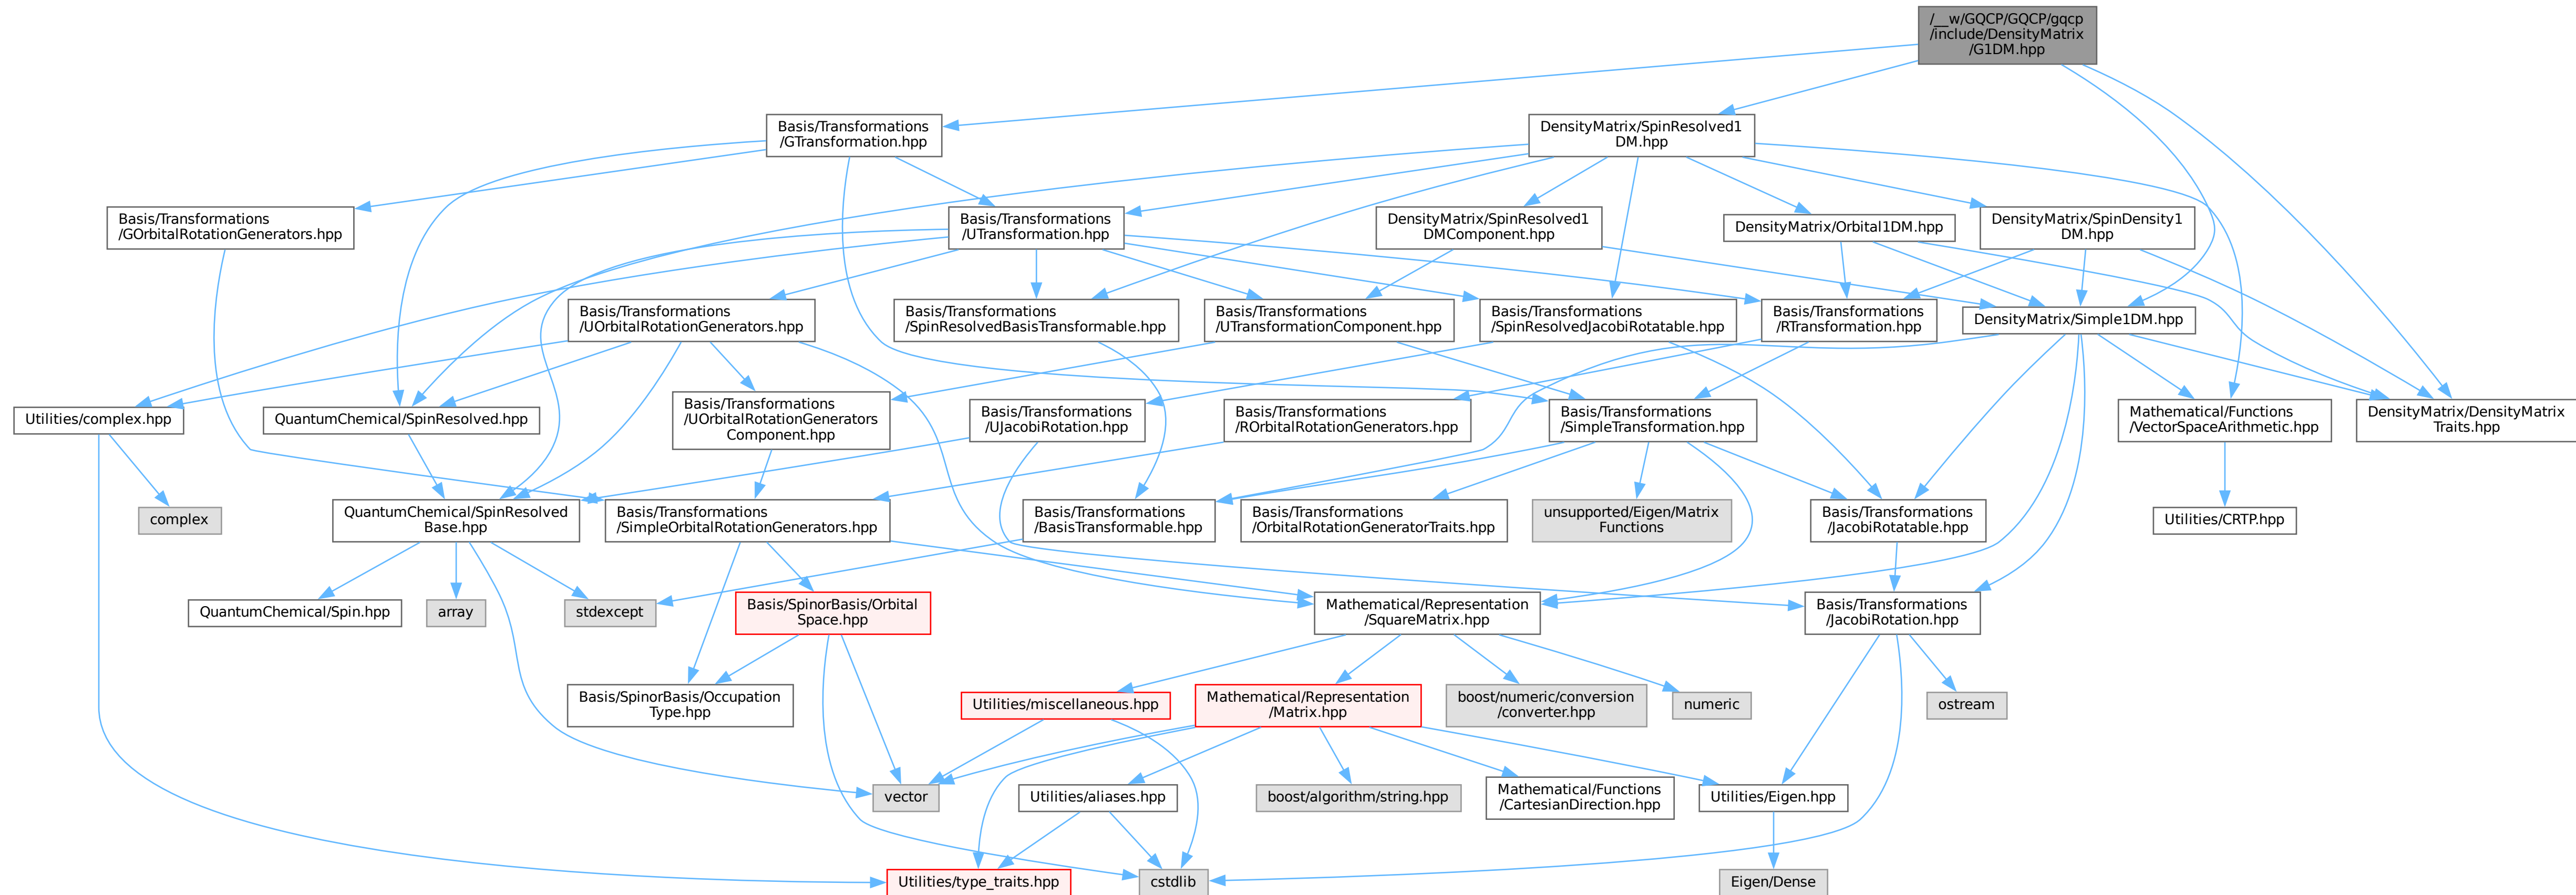 /__w/GQCP/GQCP/gqcp
/include/DensityMatrix
/G1DM.hpp
Basis/Transformations
/GTransformation.hpp
DensityMatrix/SpinResolved1
DM.hpp
Basis/Transformations
/GOrbitalRotationGenerators.hpp
Basis/Transformations
/UTransformation.hpp
DensityMatrix/SpinResolved1
DMComponent.hpp
DensityMatrix/Orbital1DM.hpp
DensityMatrix/SpinDensity1
DM.hpp
Basis/Transformations
/UOrbitalRotationGenerators.hpp
Basis/Transformations
/SpinResolvedBasisTransformable.hpp
Basis/Transformations
/UTransformationComponent.hpp
Basis/Transformations
/SpinResolvedJacobiRotatable.hpp
Basis/Transformations
/RTransformation.hpp
DensityMatrix/Simple1DM.hpp
Utilities/complex.hpp
QuantumChemical/SpinResolved.hpp
Basis/Transformations
/UOrbitalRotationGenerators
Component.hpp
Basis/Transformations
/UJacobiRotation.hpp
Basis/Transformations
/ROrbitalRotationGenerators.hpp
Basis/Transformations
/SimpleTransformation.hpp
Mathematical/Functions
/VectorSpaceArithmetic.hpp
DensityMatrix/DensityMatrix
Traits.hpp
complex
QuantumChemical/SpinResolved
Base.hpp
Basis/Transformations
/SimpleOrbitalRotationGenerators.hpp
Basis/Transformations
/BasisTransformable.hpp
Basis/Transformations
/OrbitalRotationGeneratorTraits.hpp
unsupported/Eigen/Matrix
Functions
Basis/Transformations
/JacobiRotatable.hpp
Utilities/CRTP.hpp
QuantumChemical/Spin.hpp
array
stdexcept
Basis/SpinorBasis/Orbital
Space.hpp
Mathematical/Representation
/SquareMatrix.hpp
Basis/Transformations
/JacobiRotation.hpp
Basis/SpinorBasis/Occupation
Type.hpp
Utilities/miscellaneous.hpp
Mathematical/Representation
/Matrix.hpp
boost/numeric/conversion
/converter.hpp
numeric
ostream
vector
Utilities/aliases.hpp
boost/algorithm/string.hpp
Mathematical/Functions
/CartesianDirection.hpp
Utilities/Eigen.hpp
Utilities/type_traits.hpp
cstdlib
Eigen/Dense